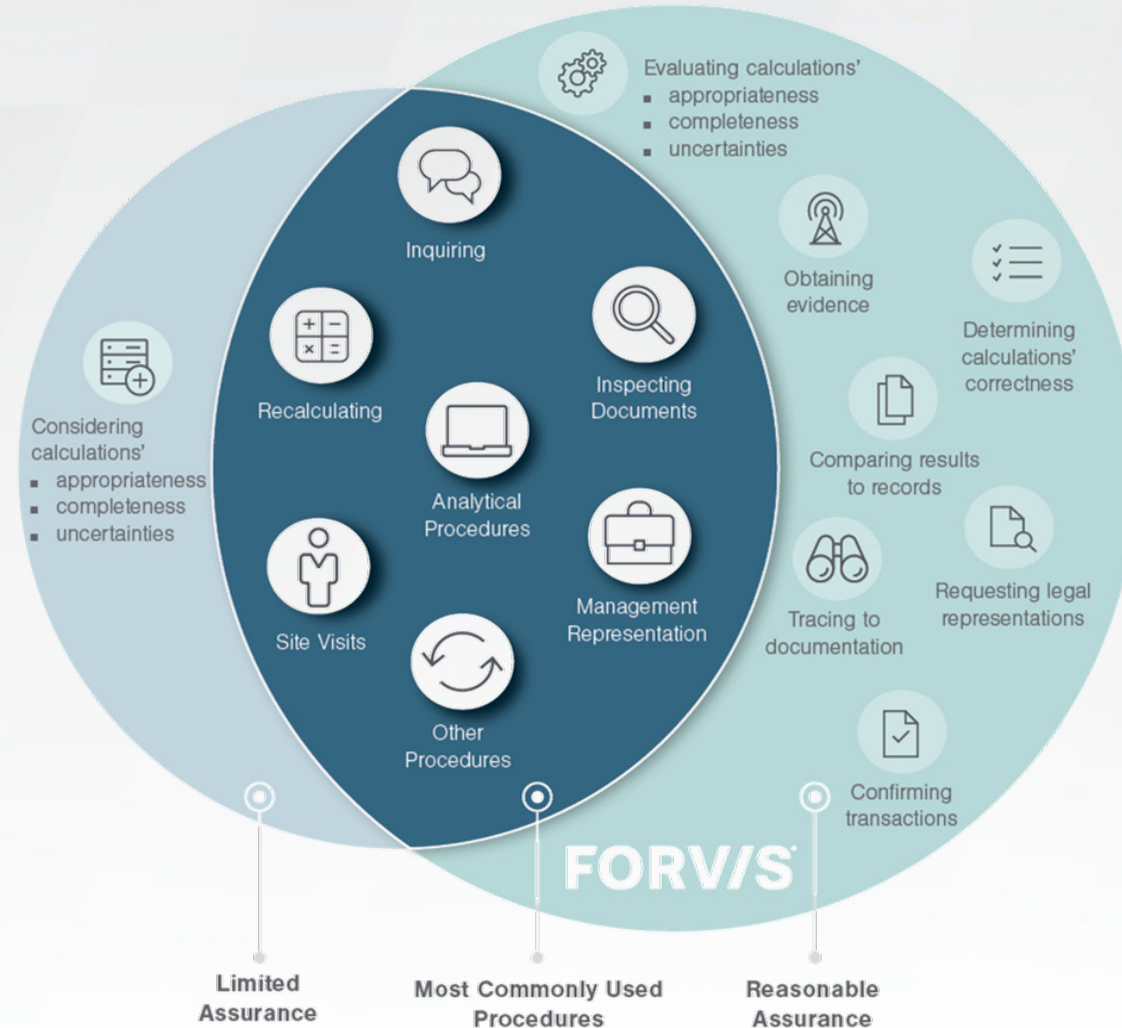 Evaluating calculations’
▪ appropriateness
▪ completeness
▪ uncertainties
Inquiring
Obtaining
evidence
Determining
calculations’
correctness
Recalculating
Inspecting
Documents
Considering
calculations’
▪ appropriateness
▪ completeness
▪ uncertainties
Analytical
Procedures
Comparing results
to records
Site Visits
Management
Representation
Tracing to
documentation
Requesting legal
representations
Other
Procedures
Confirming
transactions
FORVIS
Limited
Assurance
Most Commonly Used
Procedures
Reasonable
Assurance